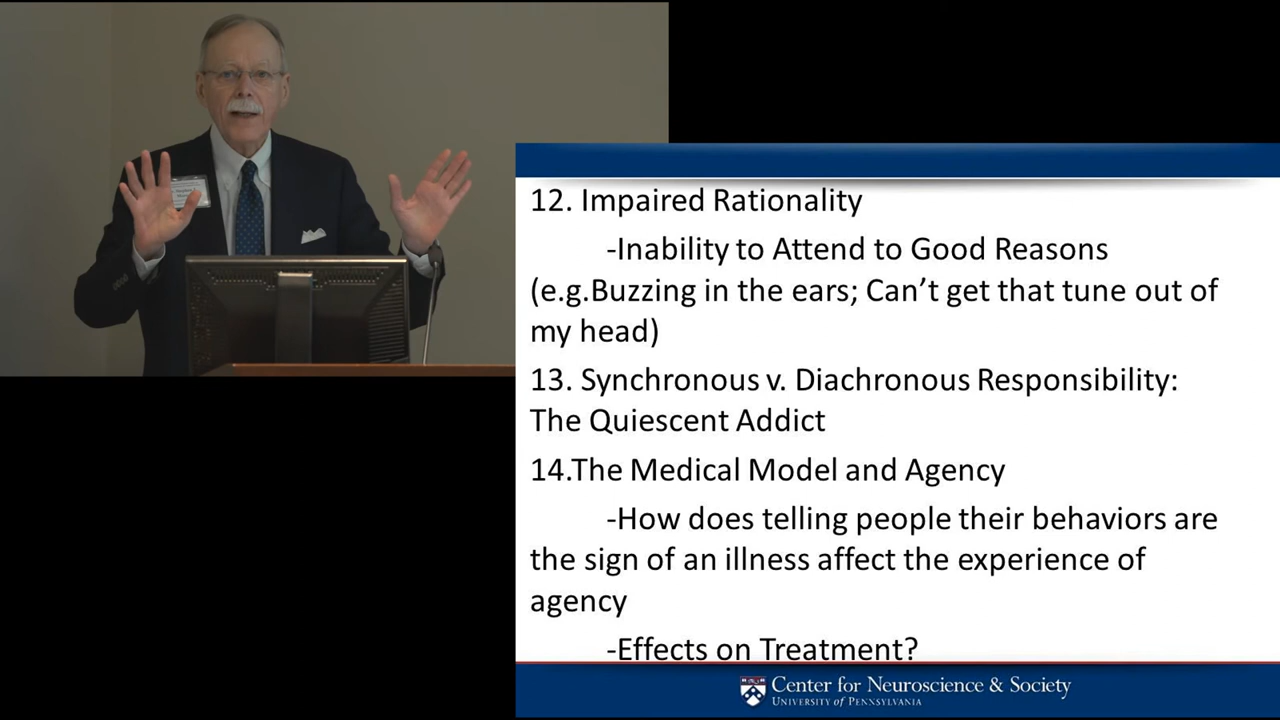 12. Impaired Rationality
-Inability to Attend to Good Reasons
(e.g.Buzzing in the ears; Can’t get that tune out of
my head)
13. Synchronous v. Diachronous Responsibility:
The Quiescent Addict
14.The Medical Model and Agency
-How does telling people their behaviors are
the sign of an illness affect the experience of
agency
-Effects on Treatment?
Center for Neuroscience & Society
UNIVERSITY of PENNSYLVANIA